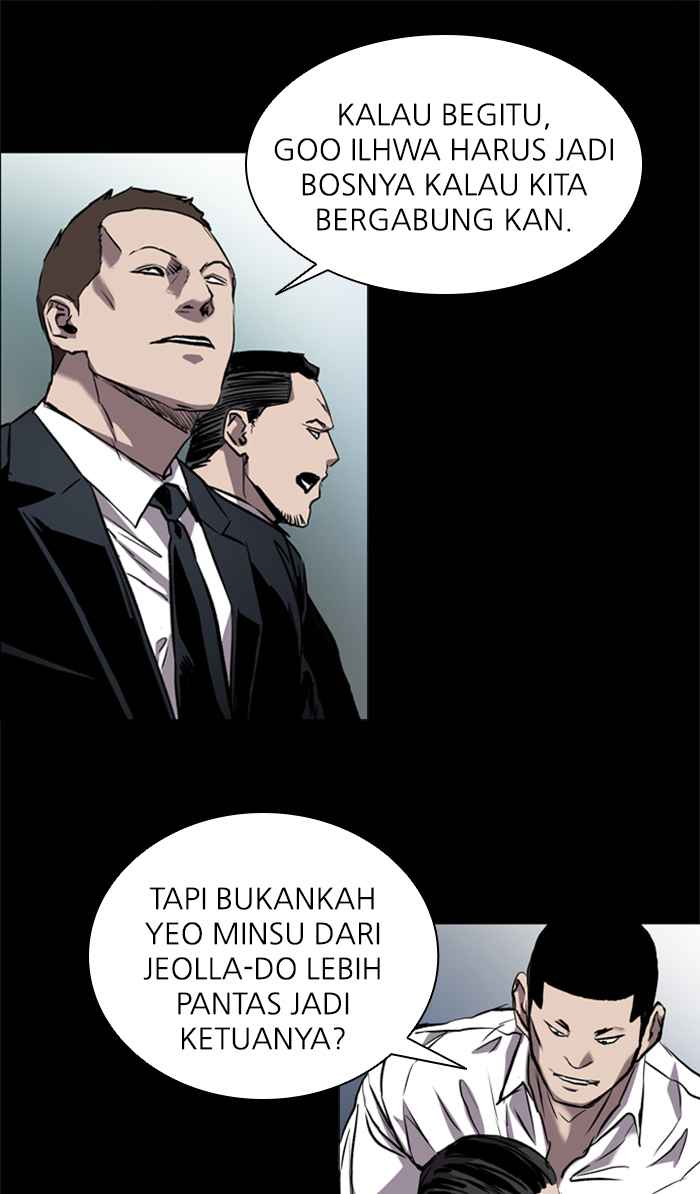 KALAU BEGITU,
GOO ILHWA HARUS JADI
BOSNYA KALAU KITA
BERGABUNG KAN.
TAPI BUKANKAH
YEO MINSU DARI
JEOLLA-DO LEBIH
PANTAS JADI
KETUANYA?